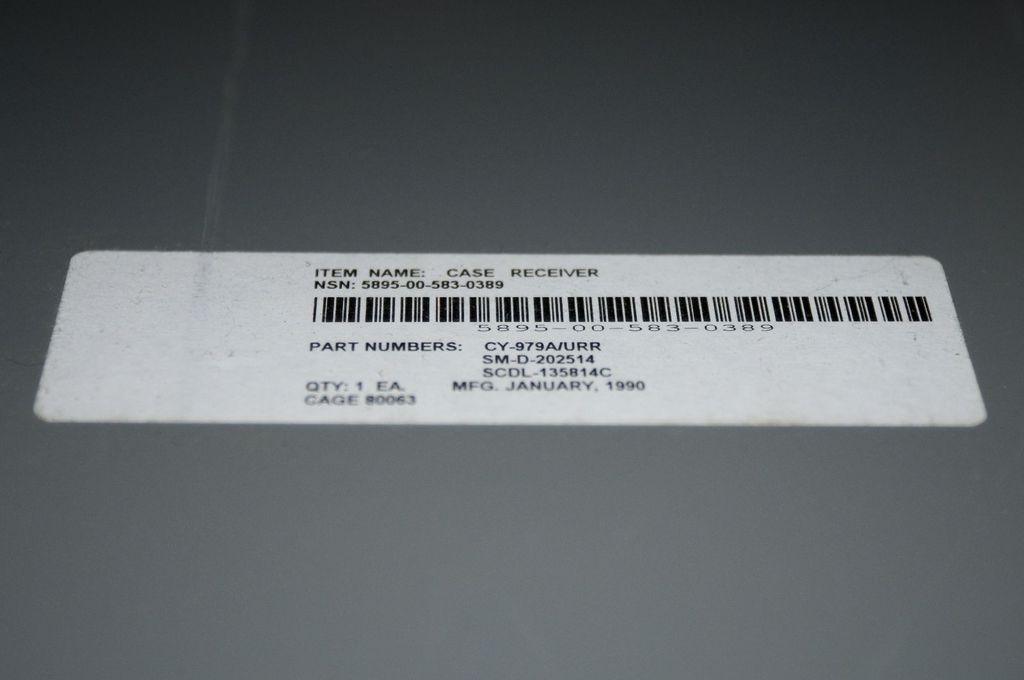 ITEM NAME: CASE RECEIVER
NSN: 5895-00-583-0389
5895-00-583-0389
PART NUMBERS: CY-979A/URR
SM-D-202514
SCDL-135814C
QTY: 1 EA. MFG. JANUARY, 1990
CAGE 80063